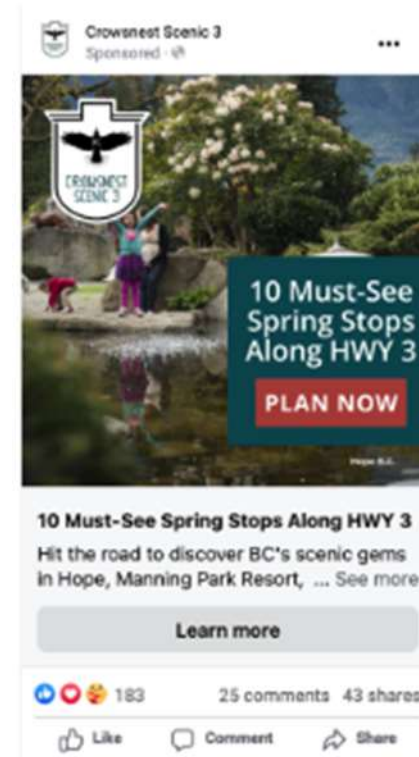 Crowsnest Scenic 3
Sponsored ·
CROWSNEST
SCENIC 3
10 Must-See
Spring Stops
Along HWY 3
PLAN NOW
Hope B.C.
10 Must-See Spring Stops Along HWY 3
Hit the road to discover BC's scenic gems
in Hope, Manning Park Resort, ... See more
Learn more
183 25 comments 43 shares
Like Comment Share